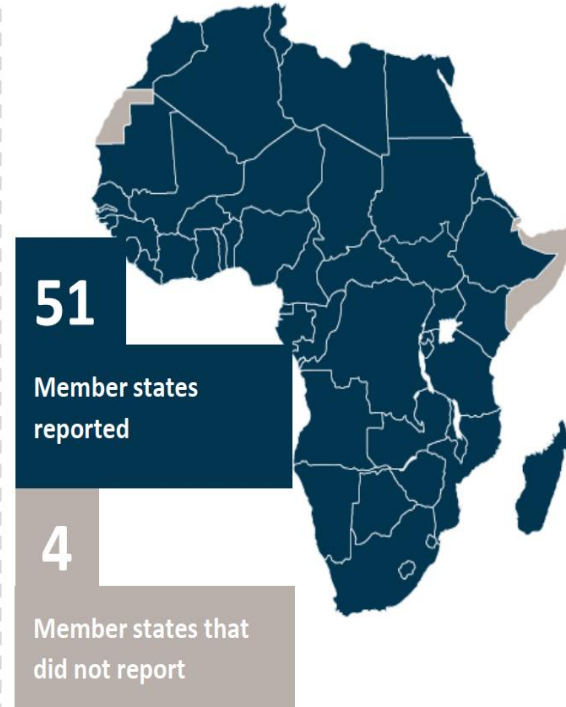 51
Member states
reported
4
Member states that
did not report